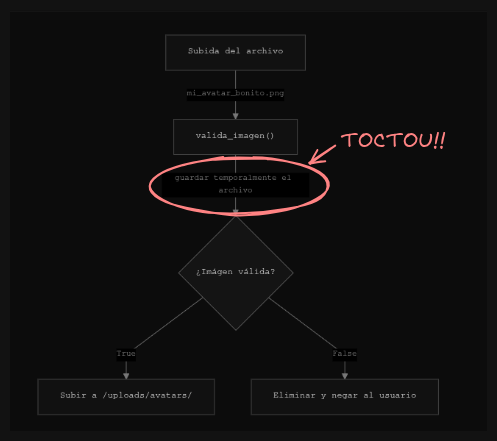 Subida del archivo
mi_avatar_bonito.png
valida_imagen()
TOCTOU!!
guardar temporalmente el
archivo
¿Imágen válida?
True
False
Subir a /uploads/avatars/
Eliminar y negar al usuario